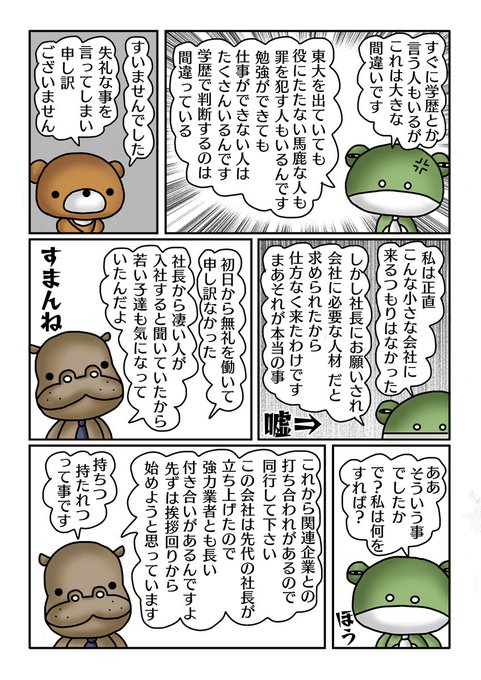 すぐに学歴とか
言う人もいるが
これは大きな
間違いです
東大を出ていても
役にたたない馬鹿な人も
罪を犯す人もいるんです
勉強ができても
仕事ができない人は
たくさんいるんです
学歴で判断するのは
間違っている
すいませんでした
失礼な事を
言ってしまい
申し訳
ございません
私は正直
こんな小さな会社に
来るつもりはなかった
しかし社長にお願いされ
会社に必要な人材 だと
求められたから
仕方なく来たわけです
まあそれが本当の事
嘘⇒
初日から無礼を働いて
申し訳なかった
社長から凄い人が
入社すると聞いていたから
若い子達も気になって
いたんだよ
すまんね
ああ
そういう事
でしたか
で？私は何を
すれば？
ほう
これから関連企業との
打ち合われがあるので
同行して下さい
この会社は先代の社長が
立ち上げたので
強力業者とも長い
付き合いがあるんですよ
先ずは挨拶回りから
始めようと思っています
持ちつ
持たれつ
って事です